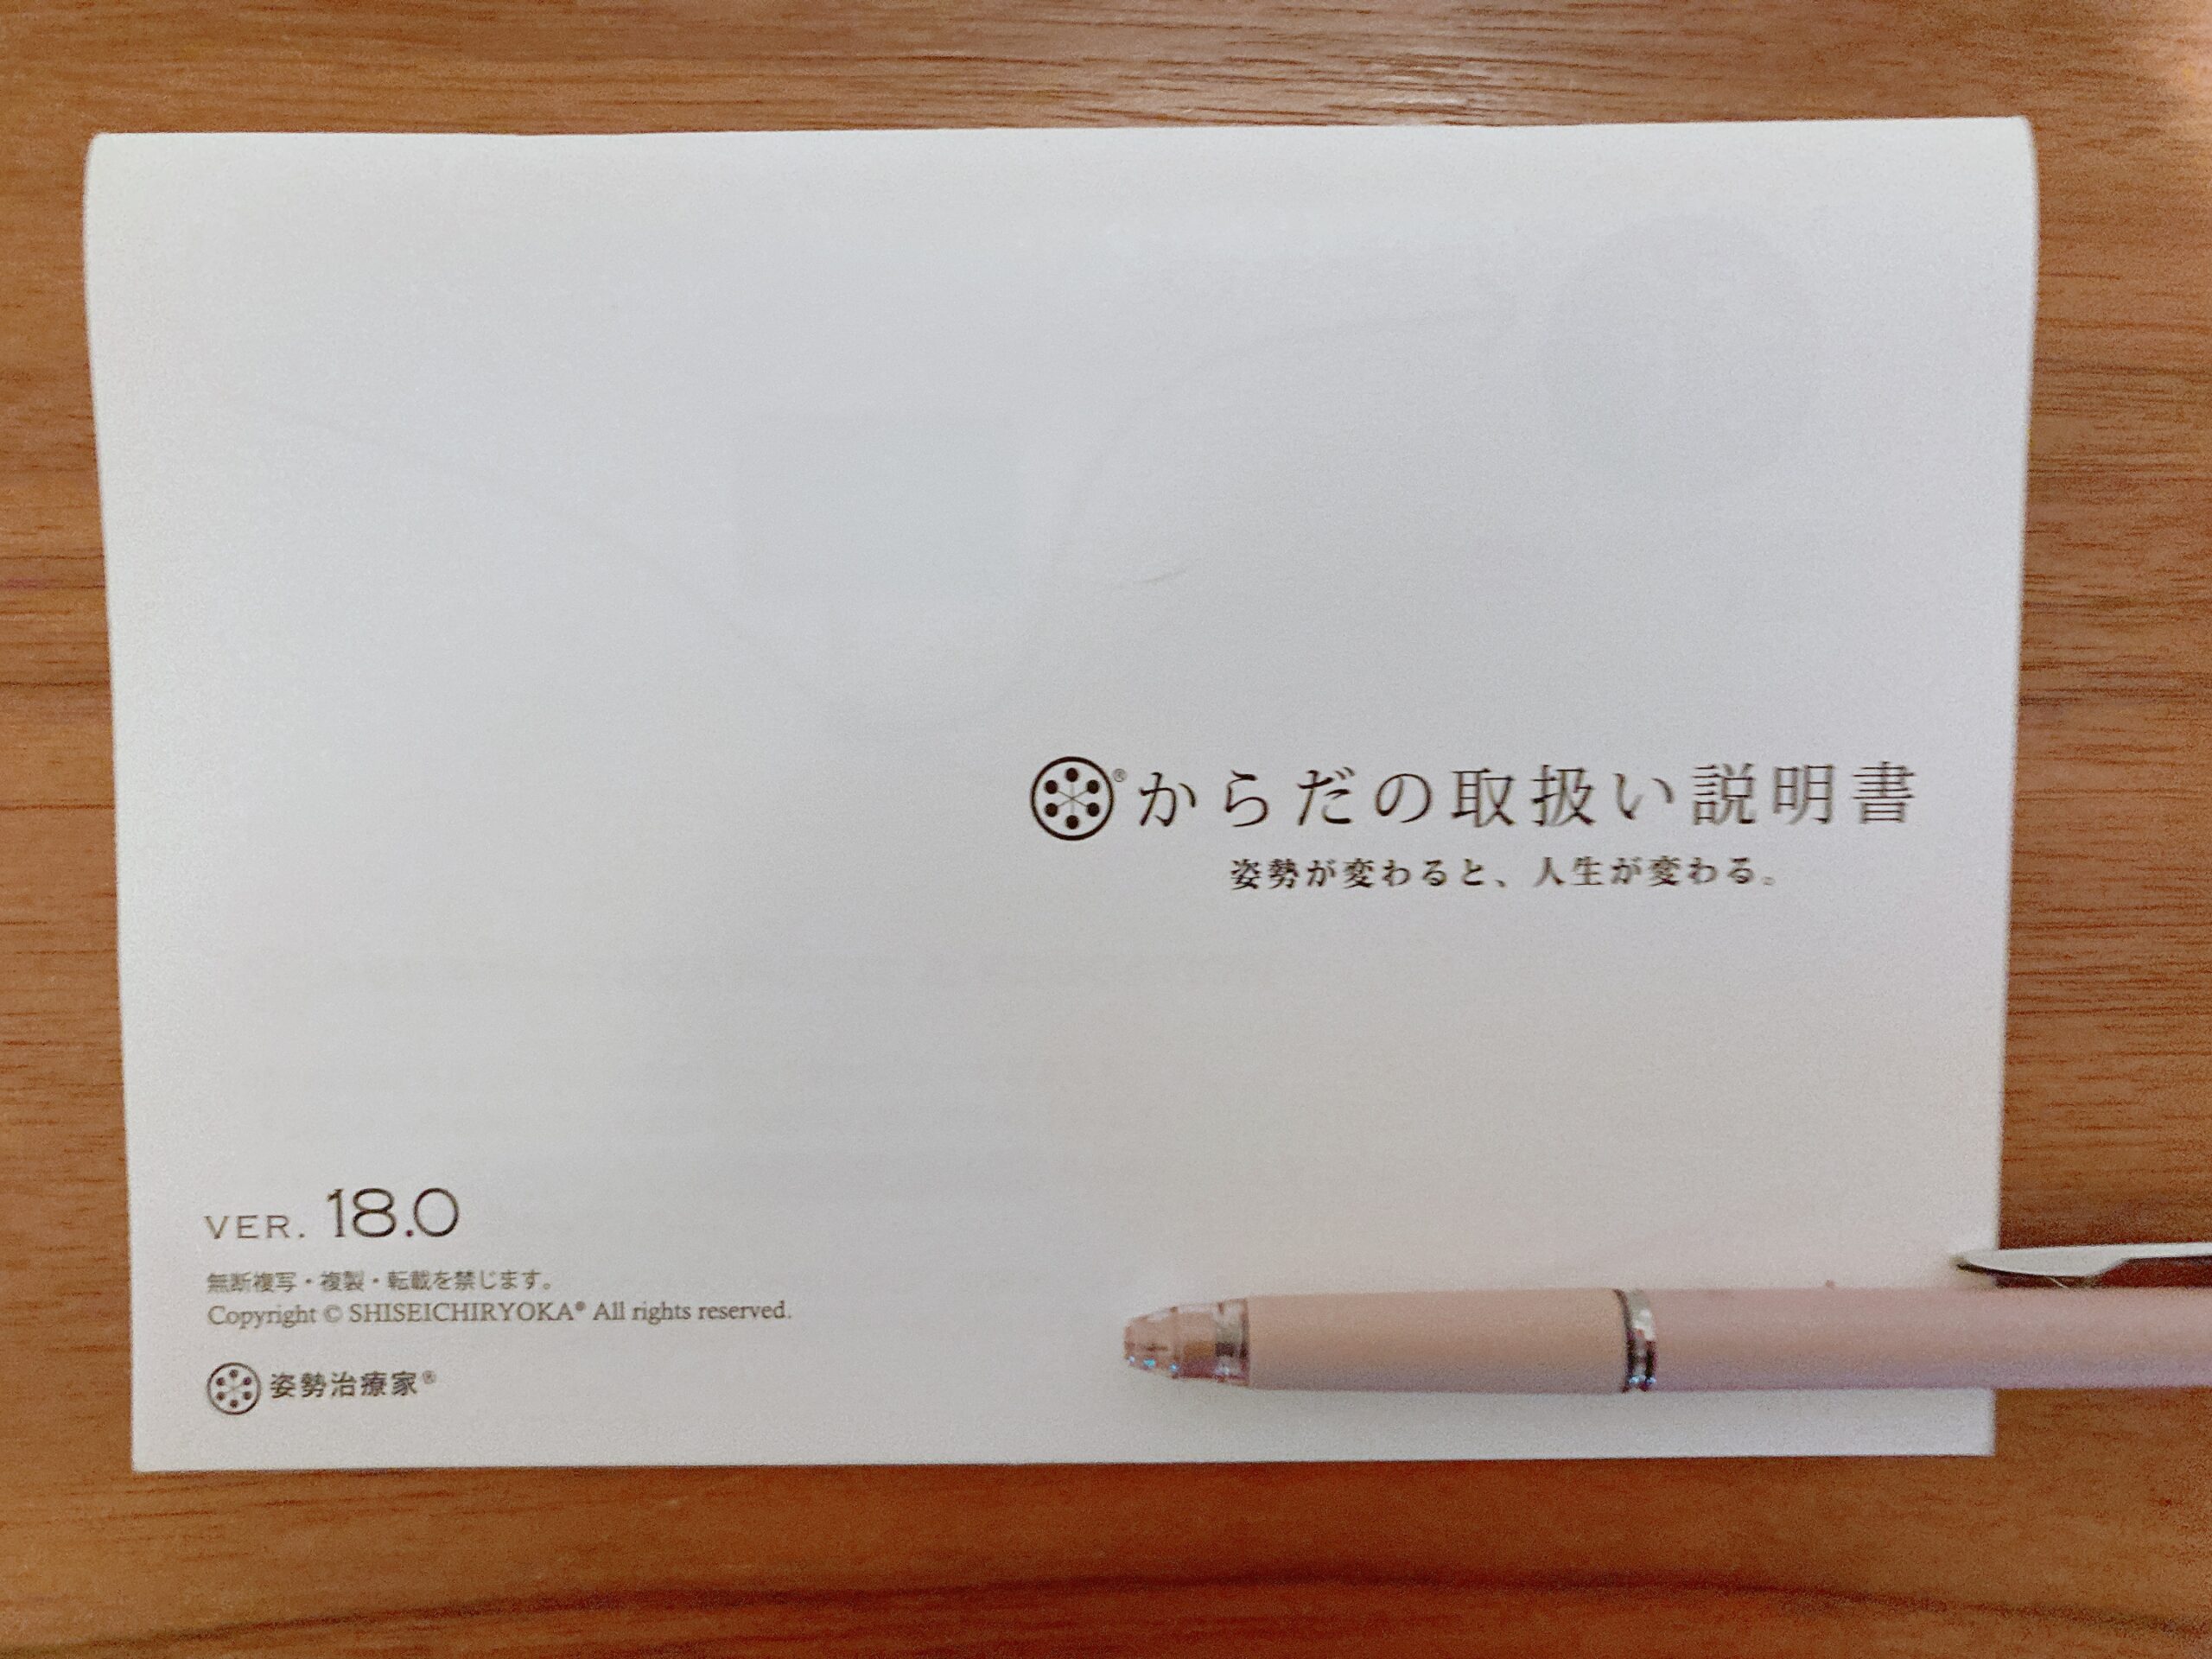 ®からだの取扱い説明書
姿勢が変わると、人生が変わる。
VER. 18.0
無断複写・複製・転載を禁じます。
Copyright © SHISEICHIRYOKA® All rights reserved.
姿勢治療家®